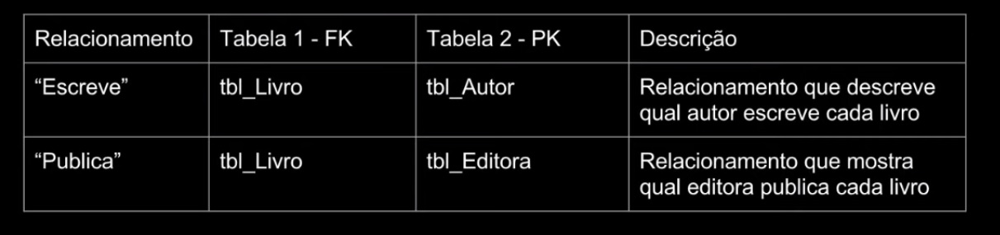 Relacionamento Tabela 1 - FK Tabela 2 - PK Descrição
“Escreve” tbl_Livro tbl_Autor Relacionamento que descreve
qual autor escreve cada livro
“Publica” tbl_Livro tbl_Editora Relacionamento que mostra
qual editora publica cada livro